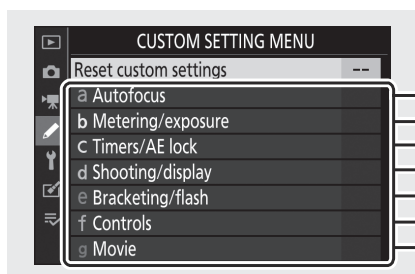 CUSTOM SETTING MENU
Reset custom settings --
a Autofocus
b Metering/exposure
c Timers/AE lock
d Shooting/display
e Bracketing/flash
f Controls
g Movie